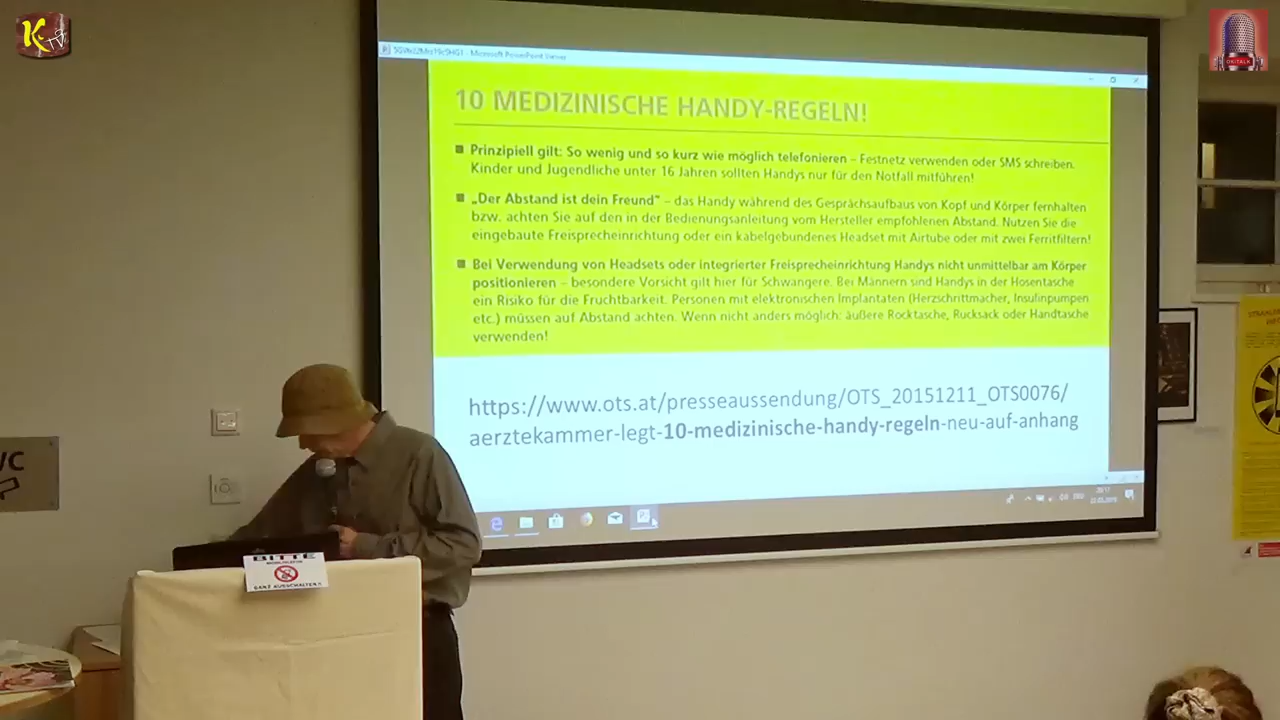 K
TV
OKiTALK
5GWe22Mrz19c9HG1 - Microsoft PowerPoint Viewer
10 MEDIZINISCHE HANDY-REGELN!
Prinzipiell gilt: So wenig und so kurz wie möglich telefonieren – Festnetz verwenden oder SMS schreiben.
Kinder und Jugendliche unter 16 Jahren sollten Handys nur für den Notfall mitführen!
„Der Abstand ist dein Freund“ – das Handy während des Gesprächsaufbaus von Kopf und Körper fernhalten
bzw. achten Sie auf den in der Bedienungsanleitung vom Hersteller empfohlenen Abstand. Nutzen Sie die
eingebaute Freisprecheinrichtung oder ein kabelgebundenes Headset mit Airtube oder mit zwei Ferritfiltern!
Bei Verwendung von Headsets oder integrierter Freisprecheinrichtung Handys nicht unmittelbar am Körper
positionieren – besondere Vorsicht gilt hier für Schwangere. Bei Männern sind Handys in der Hosentasche
ein Risiko für die Fruchtbarkeit. Personen mit elektronischen Implantaten (Herzschrittmacher, Insulinpumpen
etc.) müssen auf Abstand achten. Wenn nicht anders möglich: äußere Rocktasche, Rucksack oder Handtasche
verwenden!
https://www.ots.at/presseaussendung/OTS_20151211_OTS0076/
aerztekammer-legt-10-medizinische-handy-regeln-neu-auf-anhang
WC
BITTE
GANZ AUSSCHALTEN!